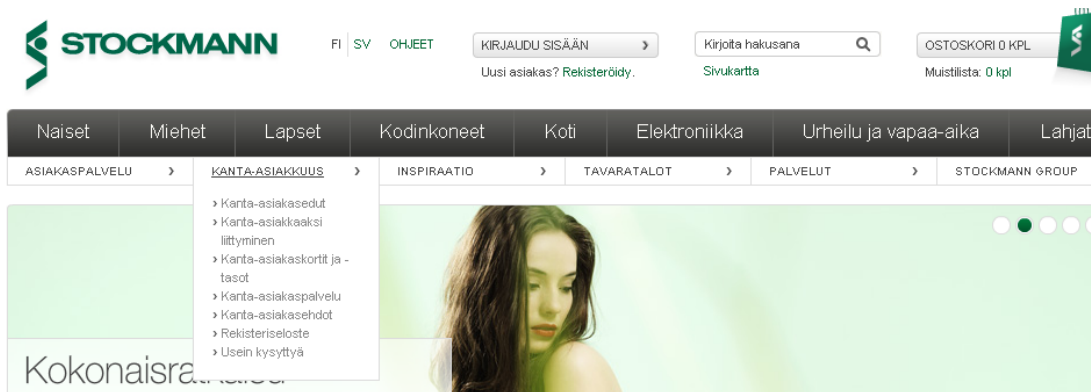 STOCKMANN
FI SV OHJEET
KIRJAUDU SISÄÄN
Uusi asiakas? Rekisteröidy.
Kirjoita hakusana
Sivukartta
OSTOSKORI 0 KPL
Muistilista: 0 kpl
Naiset Miehet Lapset Kodinkoneet Koti Elektroniikka Urheilu ja vapaa-aika Lahjat
ASIAKASPALVELU KANTA-ASIAKKUUS INSPIRAATIO TAVARATALOT PALVELUT STOCKMANN GROUP
Kanta-asiakasedut
Kanta-asiakkaaksi
liittyminen
Kanta-asiakaskortit ja -
tasot
Kanta-asiakaspalvelu
Kanta-asiakasehdot
Rekisteriseloste
Usein kysyttyä